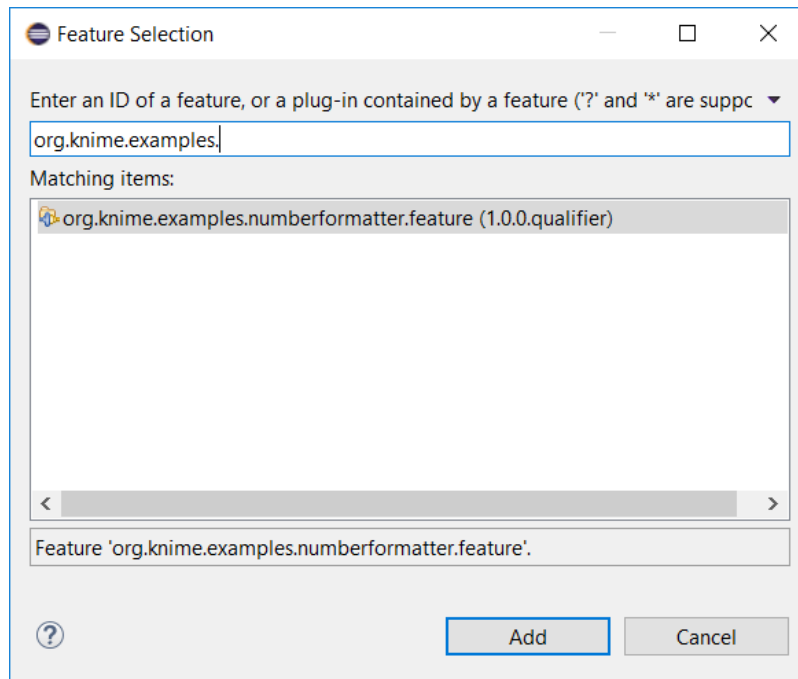 Feature Selection
Enter an ID of a feature, or a plug-in contained by a feature ('?' and '*' are
org.knime.examples.
Matching items:
org.knime.examples.numberformatter.feature (1.0.0.qualifier)
Feature 'org.knime.examples.numberformatter.feature'.
?
Add
Cancel